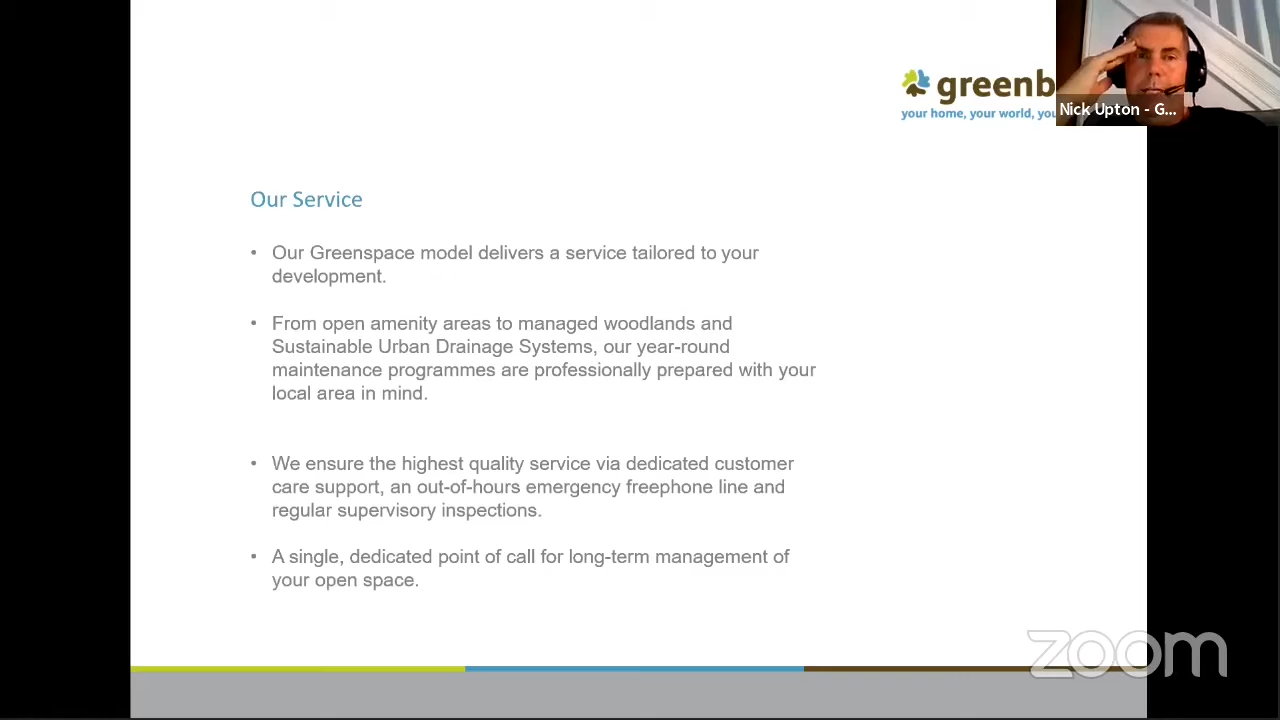 greenb
your home, your world, you
Nick Upton - G...
Our Service
• Our Greenspace model delivers a service tailored to your
development.
• From open amenity areas to managed woodlands and
Sustainable Urban Drainage Systems, our year-round
maintenance programmes are professionally prepared with your
local area in mind.
• We ensure the highest quality service via dedicated customer
care support, an out-of-hours emergency freephone line and
regular supervisory inspections.
• A single, dedicated point of call for long-term management of
your open space.
zoom